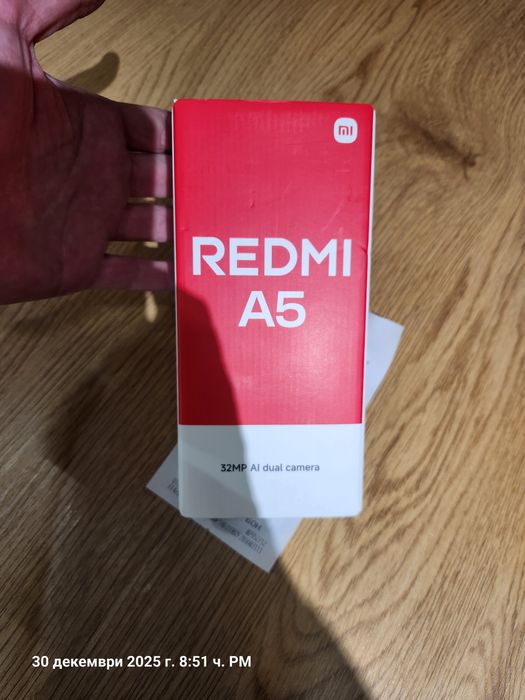 mi
REDMI
A5
32MP AI dual camera
30 декември 2025 г. 8:51 ч. PM